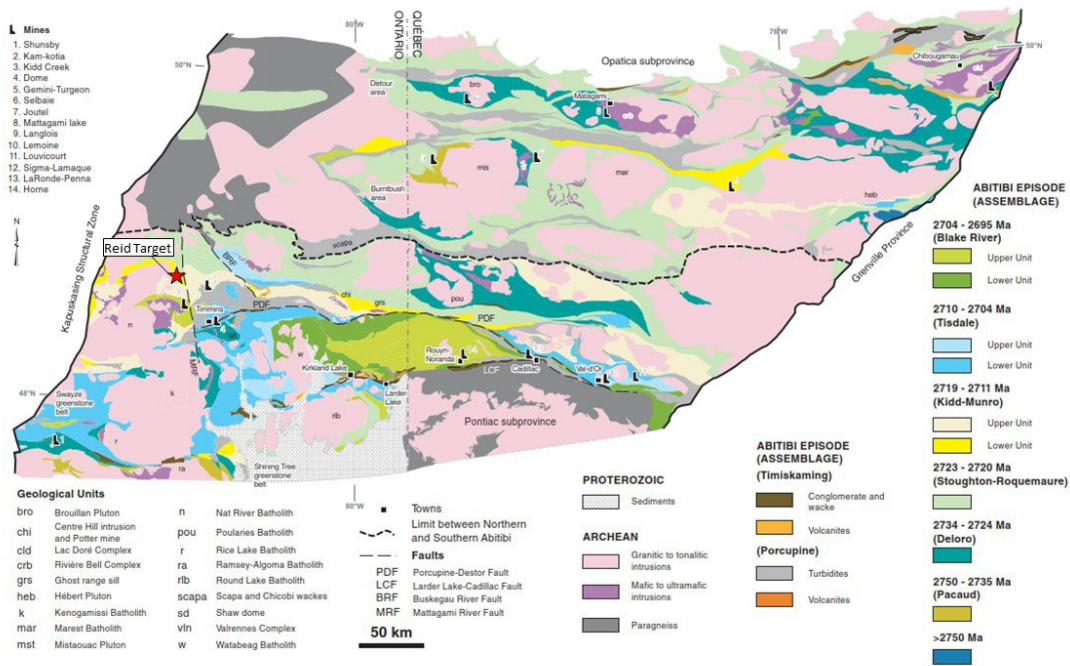 Mines
1. Shunsby
2. Kam-kotia
3. Kidd Creek
4. Dome
5. Gemini-Turgeon
6. Selbaie
7. Joutel
8. Mattagami lake
9. Langlois
10. Lemoine
11. Louvicourt
12. Sigma-Lamaque
13. LaRonde-Penna
14. Horne
N
80°W
QUÉBEC
ONTARIO
76°W
50°N
50°N
Opatica subprovince
Chibougamau
cld
Detour
area
bro
Matagami
mis
mar
Burntbush
area
heb
scapa
Kapuskasing Structural Zone
Grenville Province
Reid Target
BRF
chi
grs
PDF
PDF
pou
Timmins
sd
n
MRF
w
Kirkland Lake
Rouyn-
Noranda
LCF
Cadillac
Val-d'Or
Larder
Lake
48°N
Swayze
greenstone
belt
k
rlb
Pontiac subprovince
r
ra
Shining Tree
greenstone
belt
80°W
ABITIBI EPISODE
(ASSEMBLAGE)
2704 - 2695 Ma
(Blake River)
Upper Unit
Lower Unit
2710 - 2704 Ma
(Tisdale)
Upper Unit
Lower Unit
2719 - 2711 Ma
(Kidd-Munro)
Upper Unit
Lower Unit
2723 - 2720 Ma
(Stoughton-Roquemaure)
2734 - 2724 Ma
(Deloro)
2750 - 2735 Ma
(Pacaud)
>2750 Ma
Geological Units
bro Brouillan Pluton
chi Centre Hill intrusion
and Potter mine
cld Lac Doré Complex
crb Rivière Bell Complex
grs Ghost range sill
heb Hébert Pluton
k Kenogamissi Batholith
mar Marest Batholith
mst Mistaouac Pluton
n Nat River Batholith
pou Poularies Batholith
r Rice Lake Batholith
ra Ramsey-Algoma Batholith
rlb Round Lake Batholith
scapa Scapa and Chicobi wackes
sd Shaw dome
vln Valrennes Complex
w Watabeag Batholith
Towns
Limit between Northern
and Southern Abitibi
Faults
PDF Porcupine-Destor Fault
LCF Larder Lake-Cadillac Fault
BRF Buskegau River Fault
MRF Mattagami River Fault
50 km
PROTEROZOIC
Sediments
ARCHEAN
Granitic to tonalitic
intrusions
Mafic to ultramafic
intrusions
Paragneiss
ABITIBI EPISODE
(ASSEMBLAGE)
(Timiskaming)
Conglomerate and
wacke
Volcanites
(Porcupine)
Turbidites
Volcanites